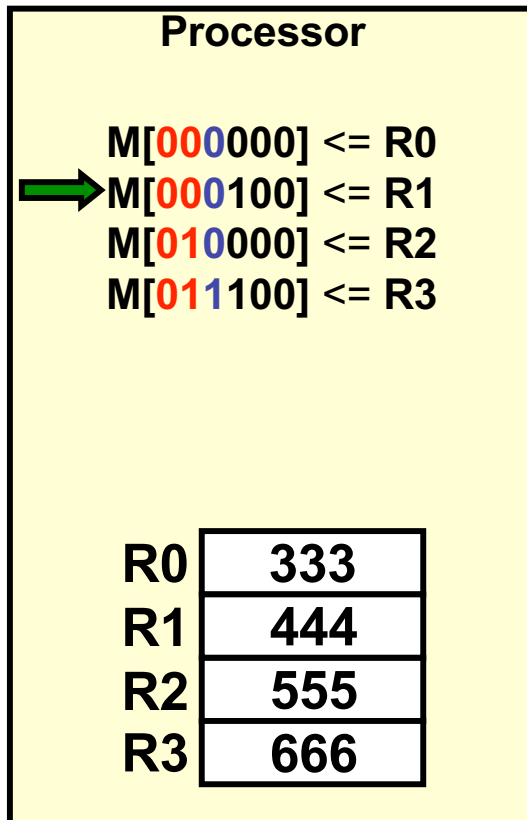 Processor
M[000000] <= R0
M[000100] <= R1
M[010000] <= R2
M[011100] <= R3
R0 333
R1 444
R2 555
R3 666